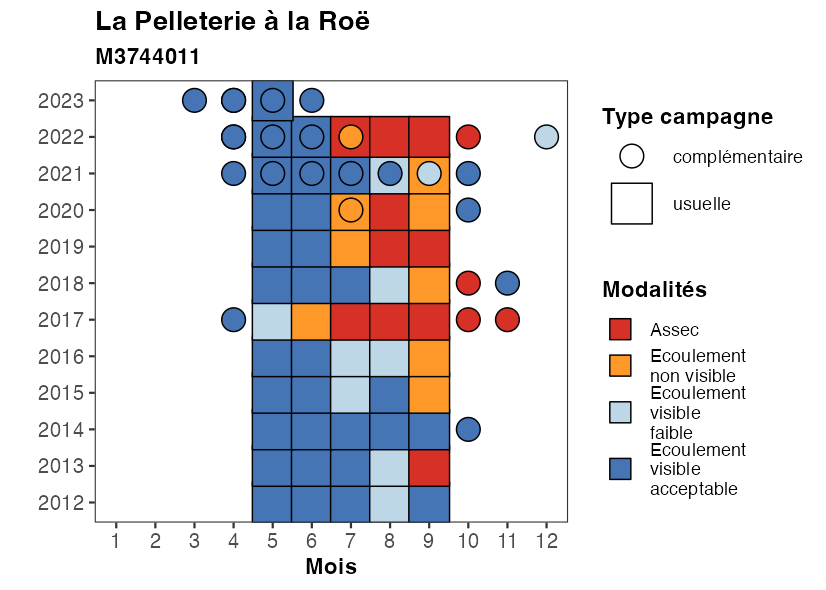 La Pelleterie à la Roë
M3744011
2023
2022
2021
2020
2019
2018
2017
2016
2015
2014
2013
2012
1 2 3 4 5 6 7 8 9 10 11 12
Mois
Type campagne
complémentaire
usuelle
Modalités
Assec
Ecoulement
non visible
Ecoulement
visible
faible
Ecoulement
visible
acceptable